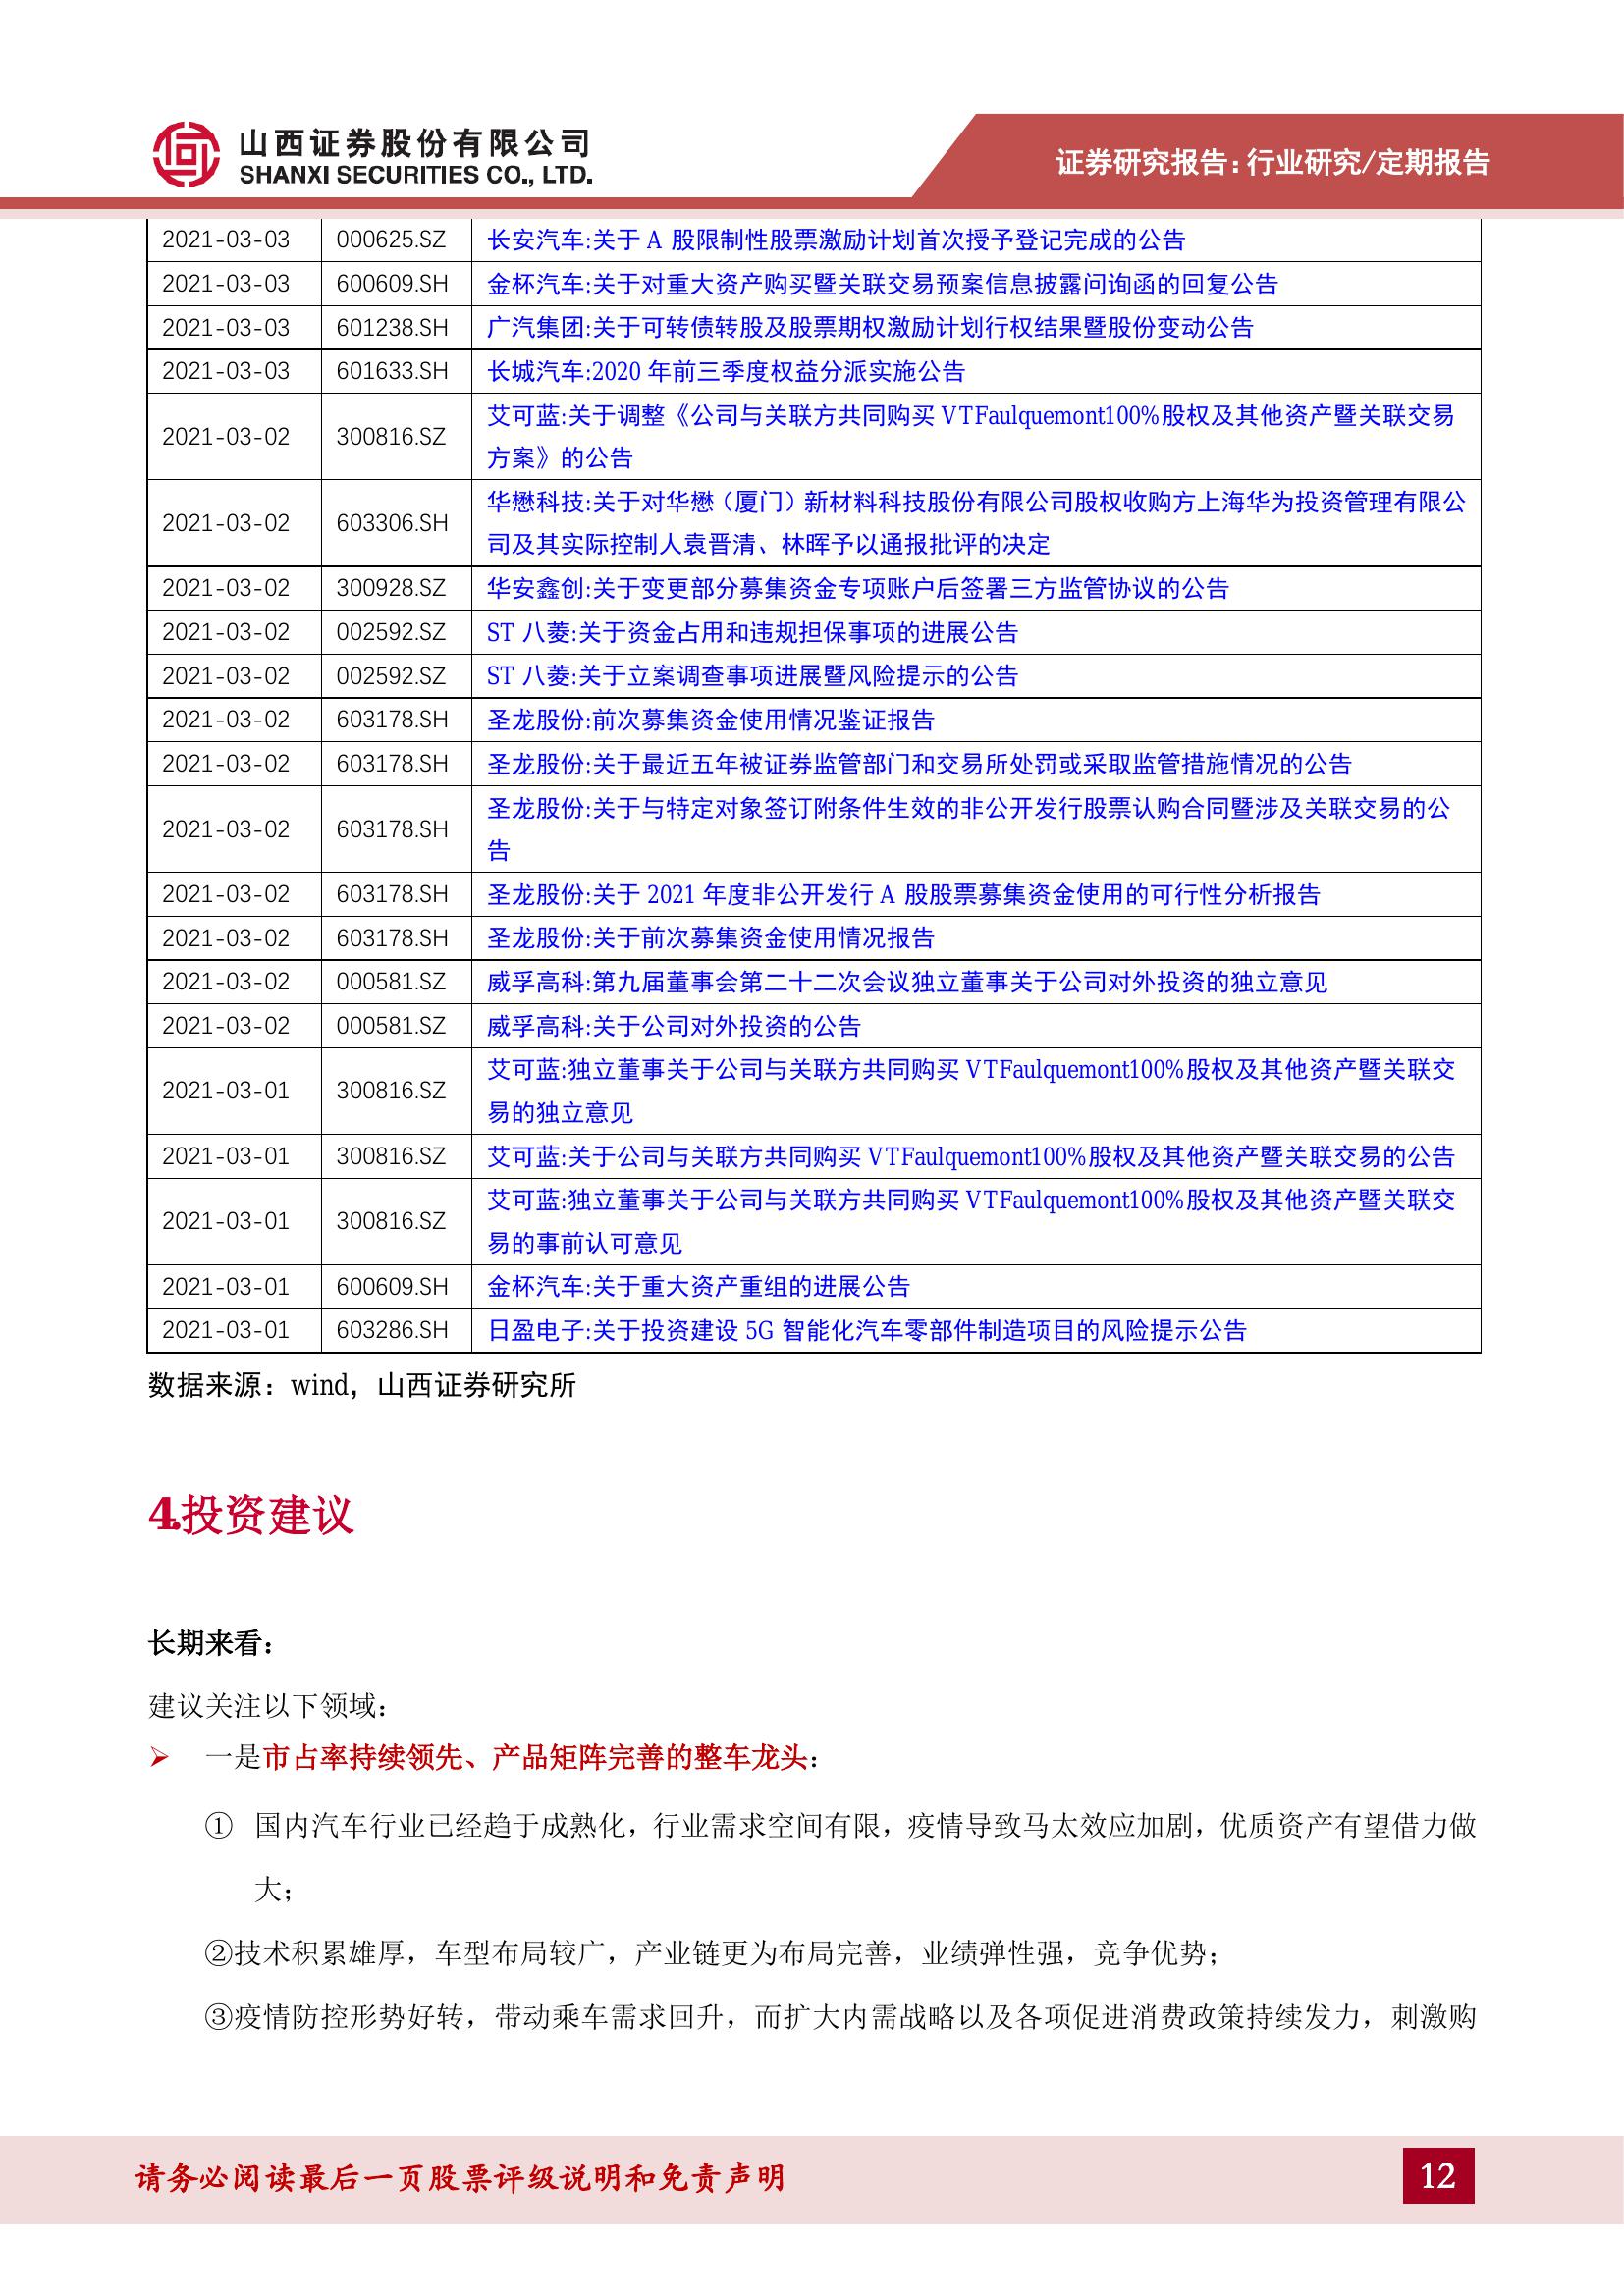 山西证券股份有限公司
SHANXI SECURITIES CO., LTD.
证券研究报告：行业研究/定期报告
2021-03-03 000625.SZ 长安汽车:关于 A 股限制性股票激励计划首次授予登记完成的公告
2021-03-03 600609.SH 金杯汽车:关于对重大资产购买暨关联交易预案信息披露问询函的回复公告
2021-03-03 601238.SH 广汽集团:关于可转债转股及股票期权激励计划行权结果暨股份变动公告
2021-03-03 601633.SH 长城汽车:2020 年前三季度权益分派实施公告
2021-03-02 300816.SZ 艾可蓝:关于调整《公司与关联方共同购买 VTFaulquemont100%股权及其他资产暨关联交易
方案》的公告
2021-03-02 603306.SH 华懋科技:关于对华懋（厦门）新材料科技股份有限公司股权收购方上海华为投资管理有限公
司及其实际控制人袁晋清、林晖予以通报批评的决定
2021-03-02 300928.SZ 华安鑫创:关于变更部分募集资金专项账户后签署三方监管协议的公告
2021-03-02 002592.SZ ST 八菱:关于资金占用和违规担保事项的进展公告
2021-03-02 002592.SZ ST 八菱:关于立案调查事项进展暨风险提示的公告
2021-03-02 603178.SH 圣龙股份:前次募集资金使用情况鉴证报告
2021-03-02 603178.SH 圣龙股份:关于最近五年被证券监管部门和交易所处罚或采取监管措施情况的公告
2021-03-02 603178.SH 圣龙股份:关于与特定对象签订附条件生效的非公开发行股票认购合同暨涉及关联交易的公
告
2021-03-02 603178.SH 圣龙股份:关于 2021 年度非公开发行 A 股股票募集资金使用的可行性分析报告
2021-03-02 603178.SH 圣龙股份:关于前次募集资金使用情况报告
2021-03-02 000581.SZ 威孚高科:第九届董事会第二十二次会议独立董事关于公司对外投资的独立意见
2021-03-02 000581.SZ 威孚高科:关于公司对外投资的公告
2021-03-01 300816.SZ 艾可蓝:独立董事关于公司与关联方共同购买 VTFaulquemont100%股权及其他资产暨关联交
易的独立意见
2021-03-01 300816.SZ 艾可蓝:关于公司与关联方共同购买 VTFaulquemont100%股权及其他资产暨关联交易的公告
2021-03-01 300816.SZ 艾可蓝:独立董事关于公司与关联方共同购买 VTFaulquemont100%股权及其他资产暨关联交
易的事前认可意见
2021-03-01 600609.SH 金杯汽车:关于重大资产重组的进展公告
2021-03-01 603286.SH 日盈电子:关于投资建设 5G 智能化汽车零部件制造项目的风险提示公告
数据来源：wind，山西证券研究所
4.投资建议
长期来看：
建议关注以下领域：
➢ 一是市占率持续领先、产品矩阵完善的整车龙头：
① 国内汽车行业已经趋于成熟化，行业需求空间有限，疫情导致马太效应加剧，优质资产有望借力做
大；
②技术积累雄厚，车型布局较广，产业链更为布局完善，业绩弹性强，竞争优势；
③疫情防控形势好转，带动乘车需求回升，而扩大内需战略以及各项促进消费政策持续发力，刺激购
请务必阅读最后一页股票评级说明和免责声明
12